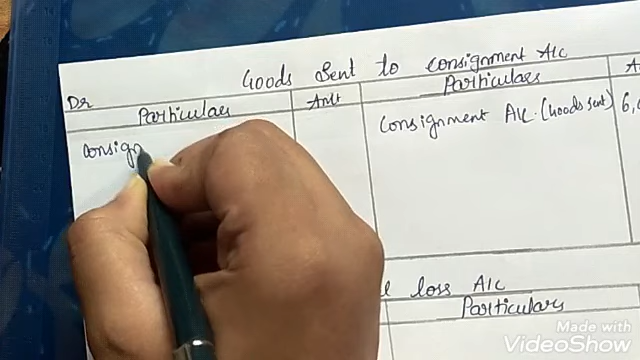 Goods Sent to Consignment A/c
Dr
Particulars Amt Particulars
Consignment A/c. (Goods sent) 6,
Consign
loss A/c
Particulars
Made with
VideoShow